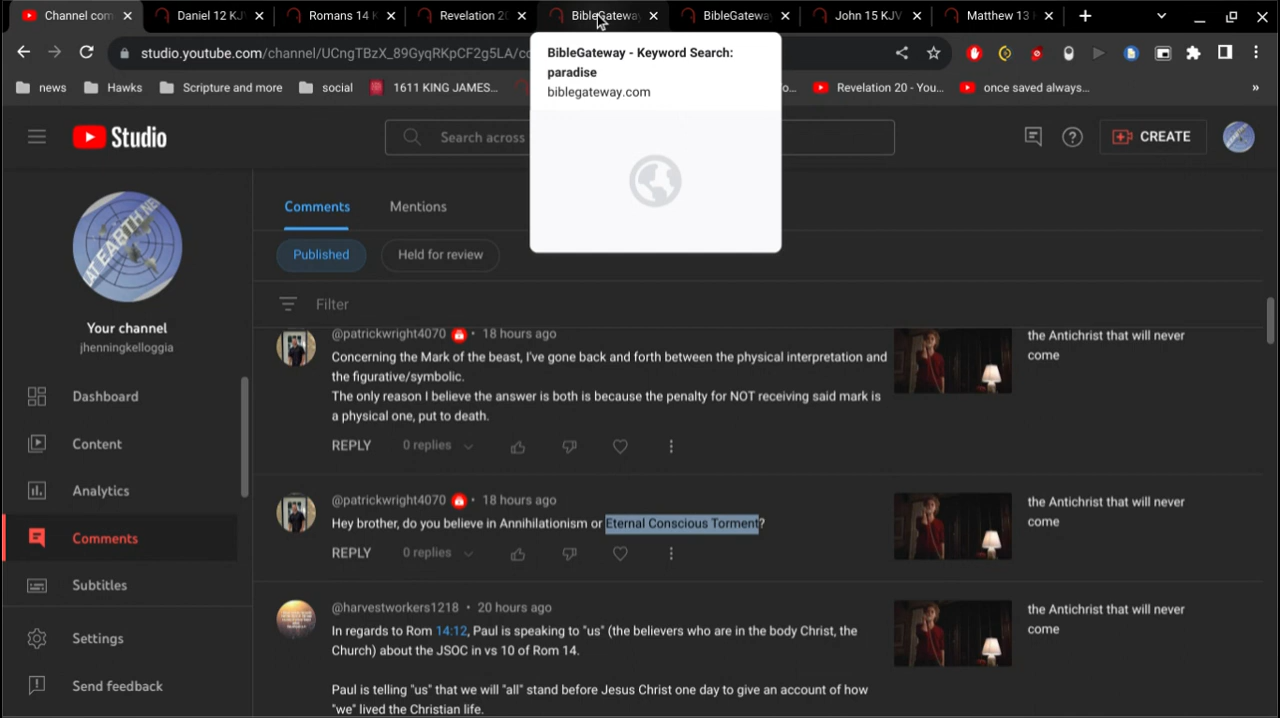 Channel com
Daniel 12 KJ
Romans 14
Revelation 2
BibleGateway
BibleGateway
John 15 KJV
Matthew 13
studio.youtube.com/channel/UCngTBzX_89GyqRKpCF2g5LA/co
BibleGateway - Keyword Search:
paradise
biblegateway.com
news
Hawks
Scripture and more
social
1611 KING JAMES...
o...
Revelation 20 - You...
once saved always...
»
Studio
Search across
CREATE
LAT EARTH NE
Your channel
jhenningkelloggia
Dashboard
Content
Analytics
Comments
Subtitles
Settings
Send feedback
Comments
Mentions
Published
Held for review
Filter
@patrickwright4070 • 18 hours ago
Concerning the Mark of the beast, I've gone back and forth between the physical interpretation and
the figurative/symbolic.
The only reason I believe the answer is both is because the penalty for NOT receiving said mark is
a physical one, put to death.
REPLY 0 replies
the Antichrist that will never
come
@patrickwright4070 • 18 hours ago
Hey brother, do you believe in Annihilationism or Eternal Conscious Torment?
REPLY 0 replies
the Antichrist that will never
come
@harvestworkers1218 • 20 hours ago
In regards to Rom 14:12, Paul is speaking to "us" (the believers who are in the body Christ, the
Church) about the JSOC in vs 10 of Rom 14.
Paul is telling "us" that we will "all" stand before Jesus Christ one day to give an account of how
"we" lived the Christian life.
the Antichrist that will never
come